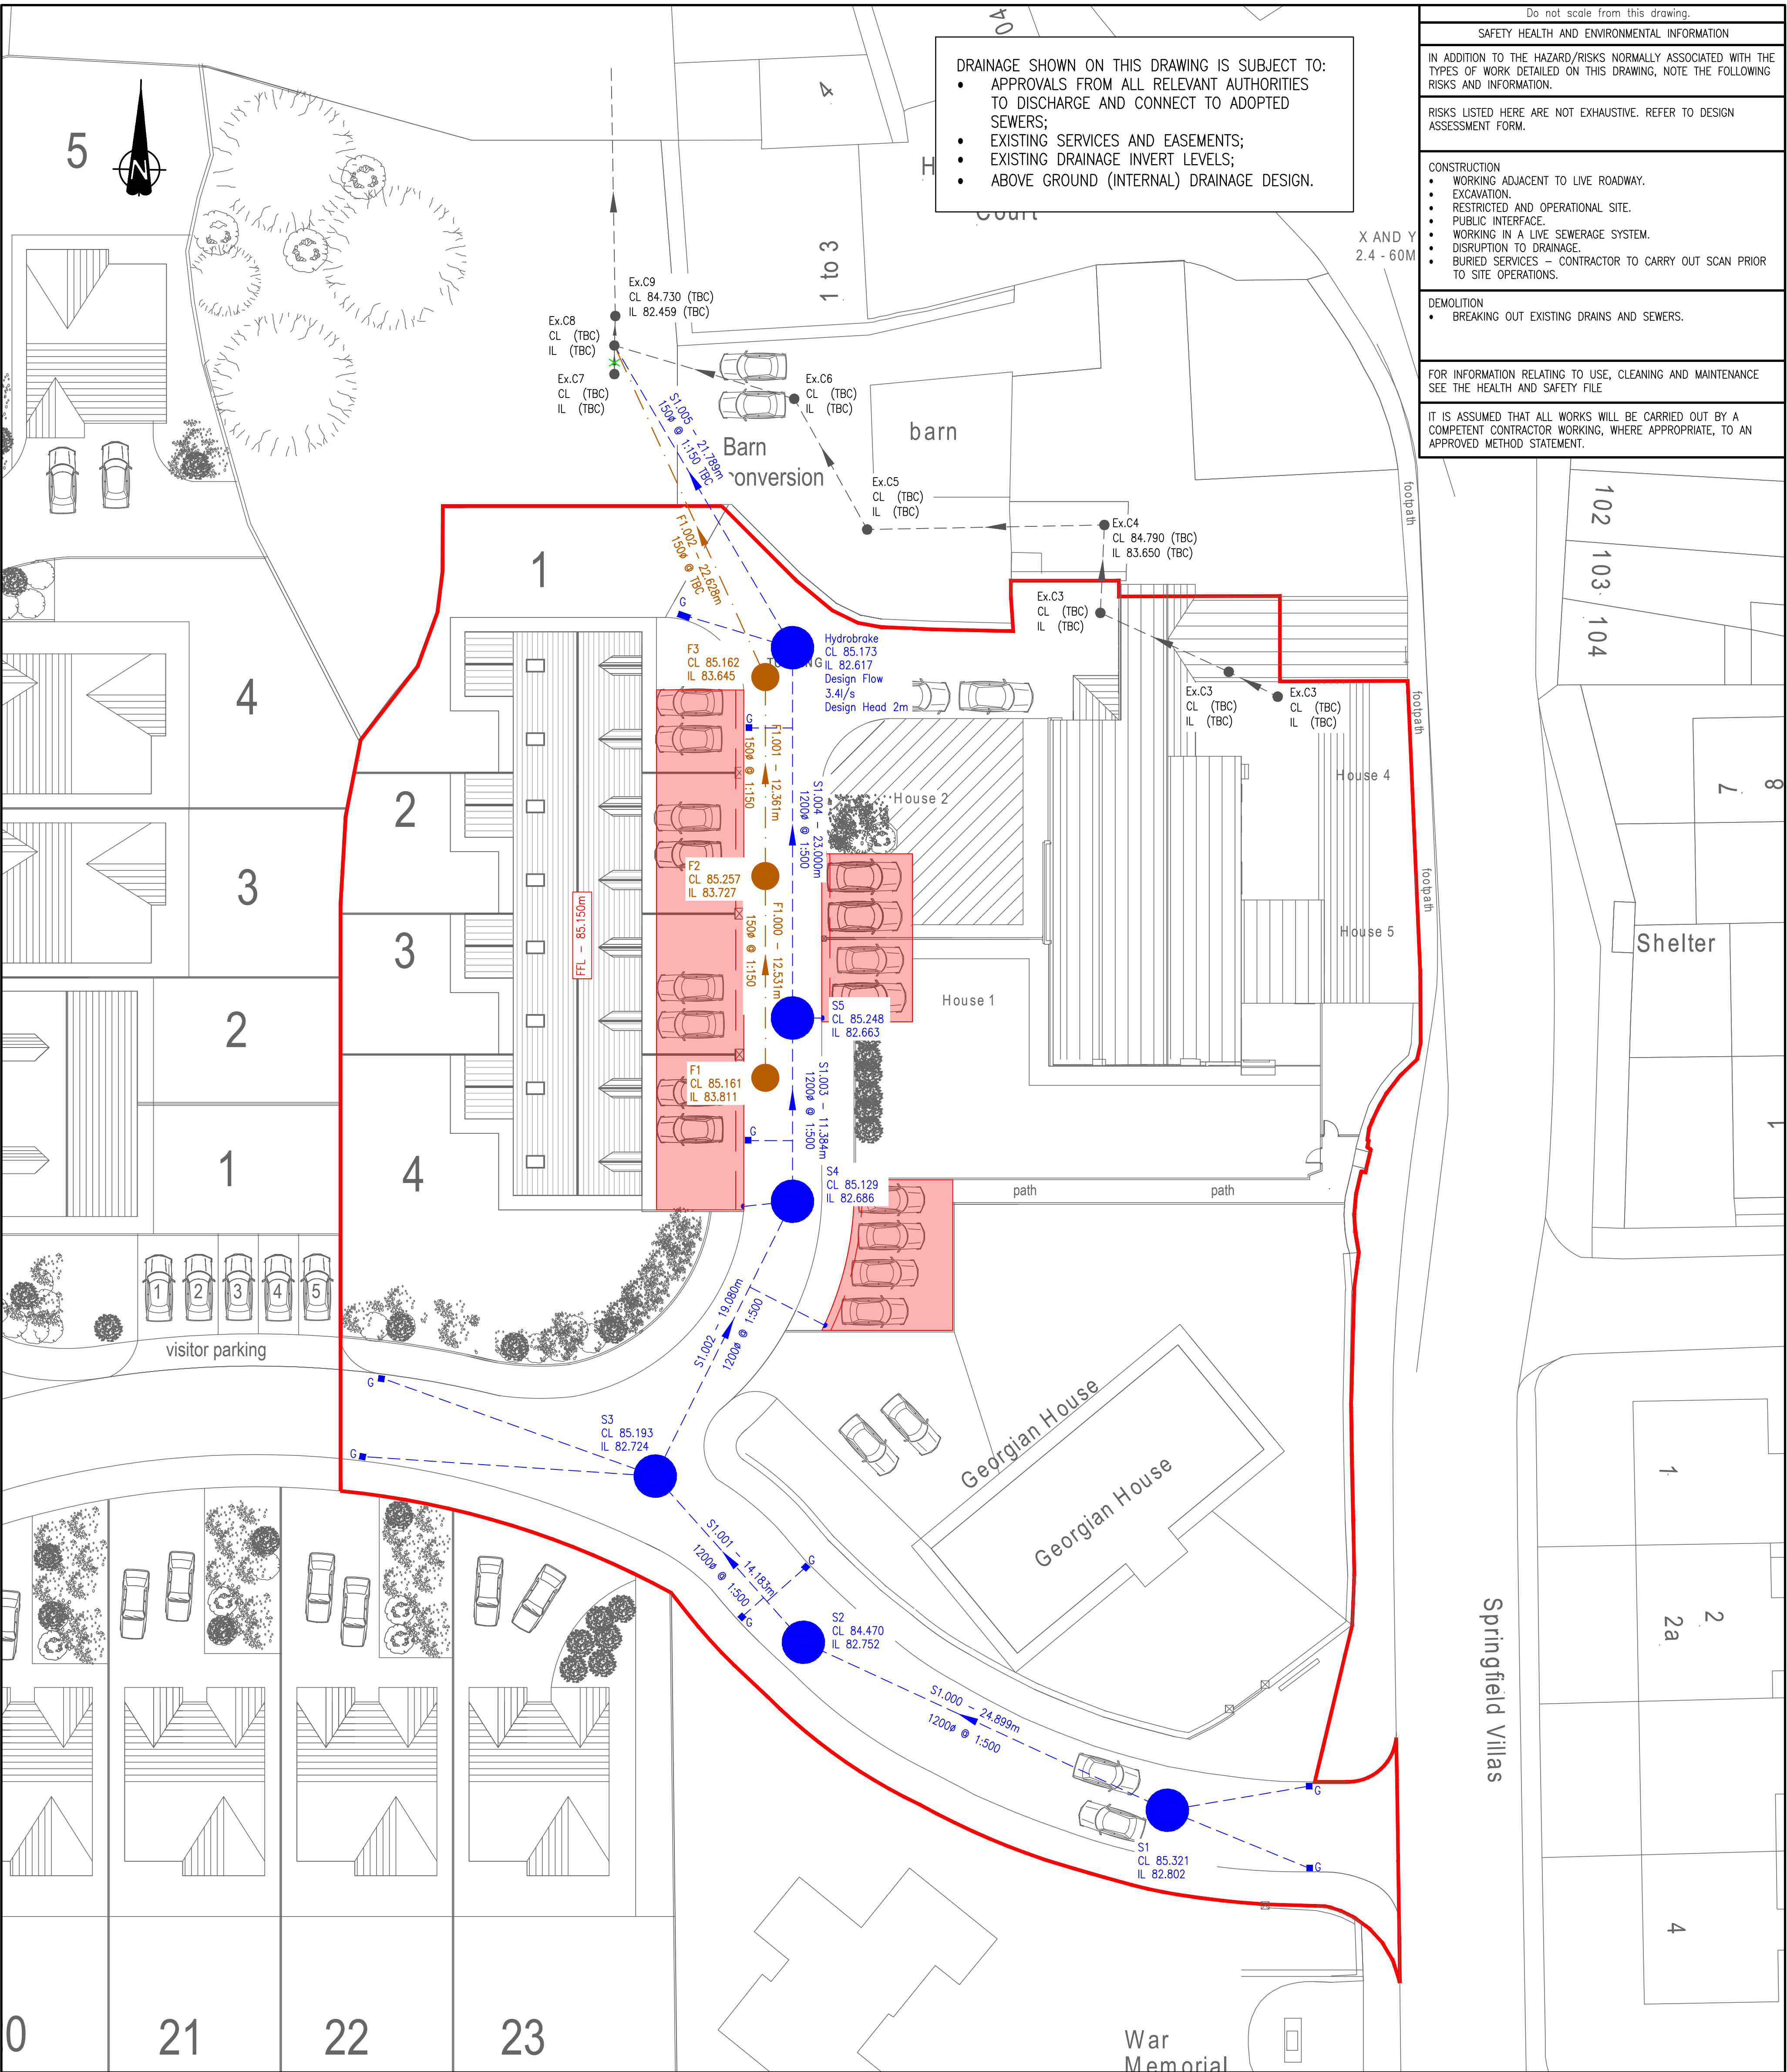 Do not scale from this drawing.
SAFETY HEALTH AND ENVIRONMENTAL INFORMATION
IN ADDITION TO THE HAZARD/RISKS NORMALLY ASSOCIATED WITH THE
TYPES OF WORK DETAILED ON THIS DRAWING, NOTE THE FOLLOWING
RISKS AND INFORMATION.
RISKS LISTED HERE ARE NOT EXHAUSTIVE. REFER TO DESIGN
ASSESSMENT FORM.
CONSTRUCTION
• WORKING ADJACENT TO LIVE ROADWAY.
• EXCAVATION.
• RESTRICTED AND OPERATIONAL SITE.
• PUBLIC INTERFACE.
• WORKING IN A LIVE SEWERAGE SYSTEM.
• DISRUPTION TO DRAINAGE.
• BURIED SERVICES – CONTRACTOR TO CARRY OUT SCAN PRIOR
TO SITE OPERATIONS.
DEMOLITION
• BREAKING OUT EXISTING DRAINS AND SEWERS.
FOR INFORMATION RELATING TO USE, CLEANING AND MAINTENANCE
SEE THE HEALTH AND SAFETY FILE
IT IS ASSUMED THAT ALL WORKS WILL BE CARRIED OUT BY A
COMPETENT CONTRACTOR WORKING, WHERE APPROPRIATE, TO AN
APPROVED METHOD STATEMENT.
DRAINAGE SHOWN ON THIS DRAWING IS SUBJECT TO:
• APPROVALS FROM ALL RELEVANT AUTHORITIES
TO DISCHARGE AND CONNECT TO ADOPTED
SEWERS;
• EXISTING SERVICES AND EASEMENTS;
• EXISTING DRAINAGE INVERT LEVELS;
• ABOVE GROUND (INTERNAL) DRAINAGE DESIGN.
H
Court
04
4
1 to 3
X AND Y
2.4 - 60M
5
N
Ex.C9
CL 84.730 (TBC)
IL 82.459 (TBC)
Ex.C8
CL (TBC)
IL (TBC)
Ex.C7
CL (TBC)
IL (TBC)
Ex.C6
CL (TBC)
IL (TBC)
Barn
conversion
barn
Ex.C5
CL (TBC)
IL (TBC)
Ex.C4
CL 84.790 (TBC)
IL 83.650 (TBC)
Ex.C3
CL (TBC)
IL (TBC)
Ex.C3
CL (TBC)
IL (TBC)
Ex.C3
CL (TBC)
IL (TBC)
S1.005 - 21.789m
150ø @ 1:150 TBC
F1.002 - 22.628m
150ø @ TBC
1
G
F3
CL 85.162
IL 83.645
Hydrobrake
CL 85.173
IL 82.617
Design Flow
3.4l/s
Design Head 2m
G
F1.001 - 12.361m
150ø @ 1:150
S1.004 - 23.000m
1200ø @ 1:500
House 2
House 4
House 5
House 1
footpath
footpath
footpath
102
103
104
7
8
Shelter
1
4
3
2
1
2
3
4
FFL - 85.150m
F2
CL 85.257
IL 83.727
F1.000 - 12.531m
150ø @ 1:150
S5
CL 85.248
IL 82.663
F1
CL 85.161
IL 83.811
S1.003 - 11.384m
1200ø @ 1:500
G
S4
CL 85.129
IL 82.686
path
path
1
2
3
4
5
visitor parking
S1.002 - 19.080m
1200ø @ 1:500
G
G
S3
CL 85.193
IL 82.724
Georgian House
Georgian House
S1.001 - 14.183m
1200ø @ 1:500
G
G
S2
CL 84.470
IL 82.752
S1.000 - 24.899m
1200ø @ 1:500
G
G
S1
CL 85.321
IL 82.802
Springfield Villas
1
2
2a
4
0
21
22
23
War
Memorial